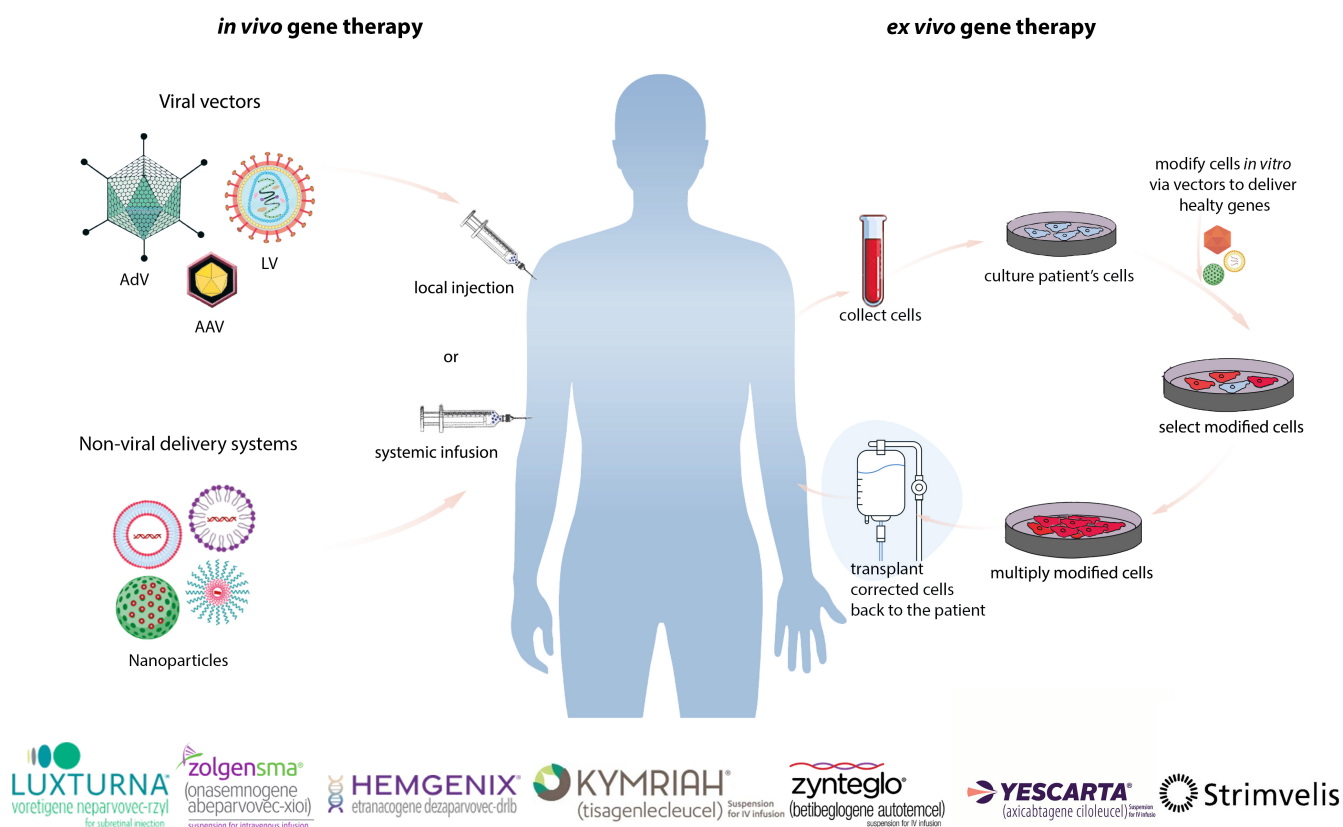 in vivo gene therapy
ex vivo gene therapy
Viral vectors
AdV
LV
AAV
local injection
or
systemic infusion
Non-viral delivery systems
Nanoparticles
collect cells
culture patient's cells
modify cells in vitro
via vectors to deliver
healty genes
select modified cells
multiply modified cells
transplant
corrected cells
back to the patient
LUXTURNA®
voretigene neparvovec-rzyl
for subretinal injection
zolgensma®
(onasemnogene
abeparvovec-xioi)
suspension for intravenous infusion
HEMGENIX®
etranacogene dezaparvovec-drlb
KYMRIAH®
(tisagenlecleucel) Suspension
for IV infusion
zynteglo®
(betibeglogene autotemcel)
suspension for IV infusion
YESCARTA®
(axicabtagene ciloleucel) Suspension
for IV infusio
Strimvelis